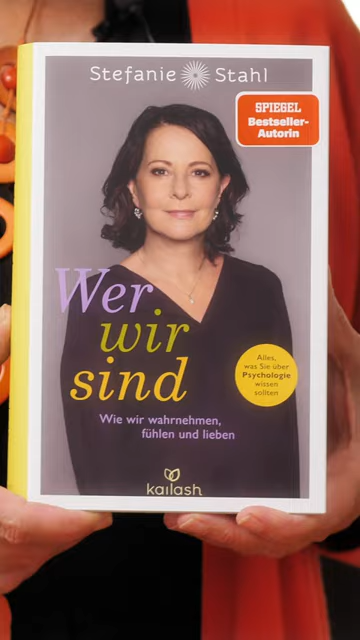 Stefanie Stahl
SPIEGEL
Bestseller-
Autorin
Wer
wir
sind
Alles,
was Sie über
Psychologie
wissen
sollten
Wie wir wahrnehmen,
fühlen und lieben
kailash